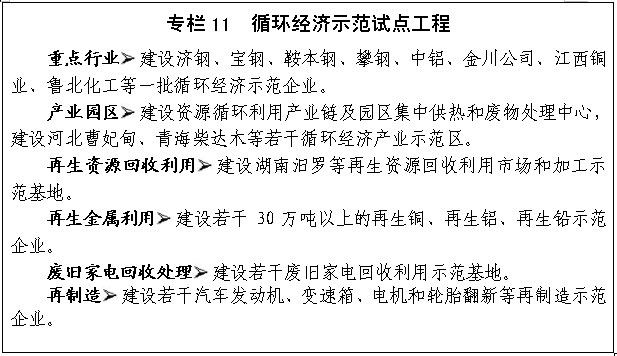 专栏11 循环经济示范试点工程
重点行业➢建设济钢、宝钢、鞍本钢、攀钢、中铝、金川公司、江西铜
业、鲁北化工等一批循环经济示范企业。
产业园区➢建设资源循环利用产业链及园区集中供热和废物处理中心，
建设河北曹妃甸、青海柴达木等若干循环经济产业示范区。
再生资源回收利用➢建设湖南汨罗等再生资源回收利用市场和加工示
范基地。
再生金属利用➢建设若干 30 万吨以上的再生铜、再生铝、再生铅示范
企业。
废旧家电回收处理➢建设若干废旧家电回收利用示范基地。
再制造➢建设若干汽车发动机、变速箱、电机和轮胎翻新等再制造示范
企业。